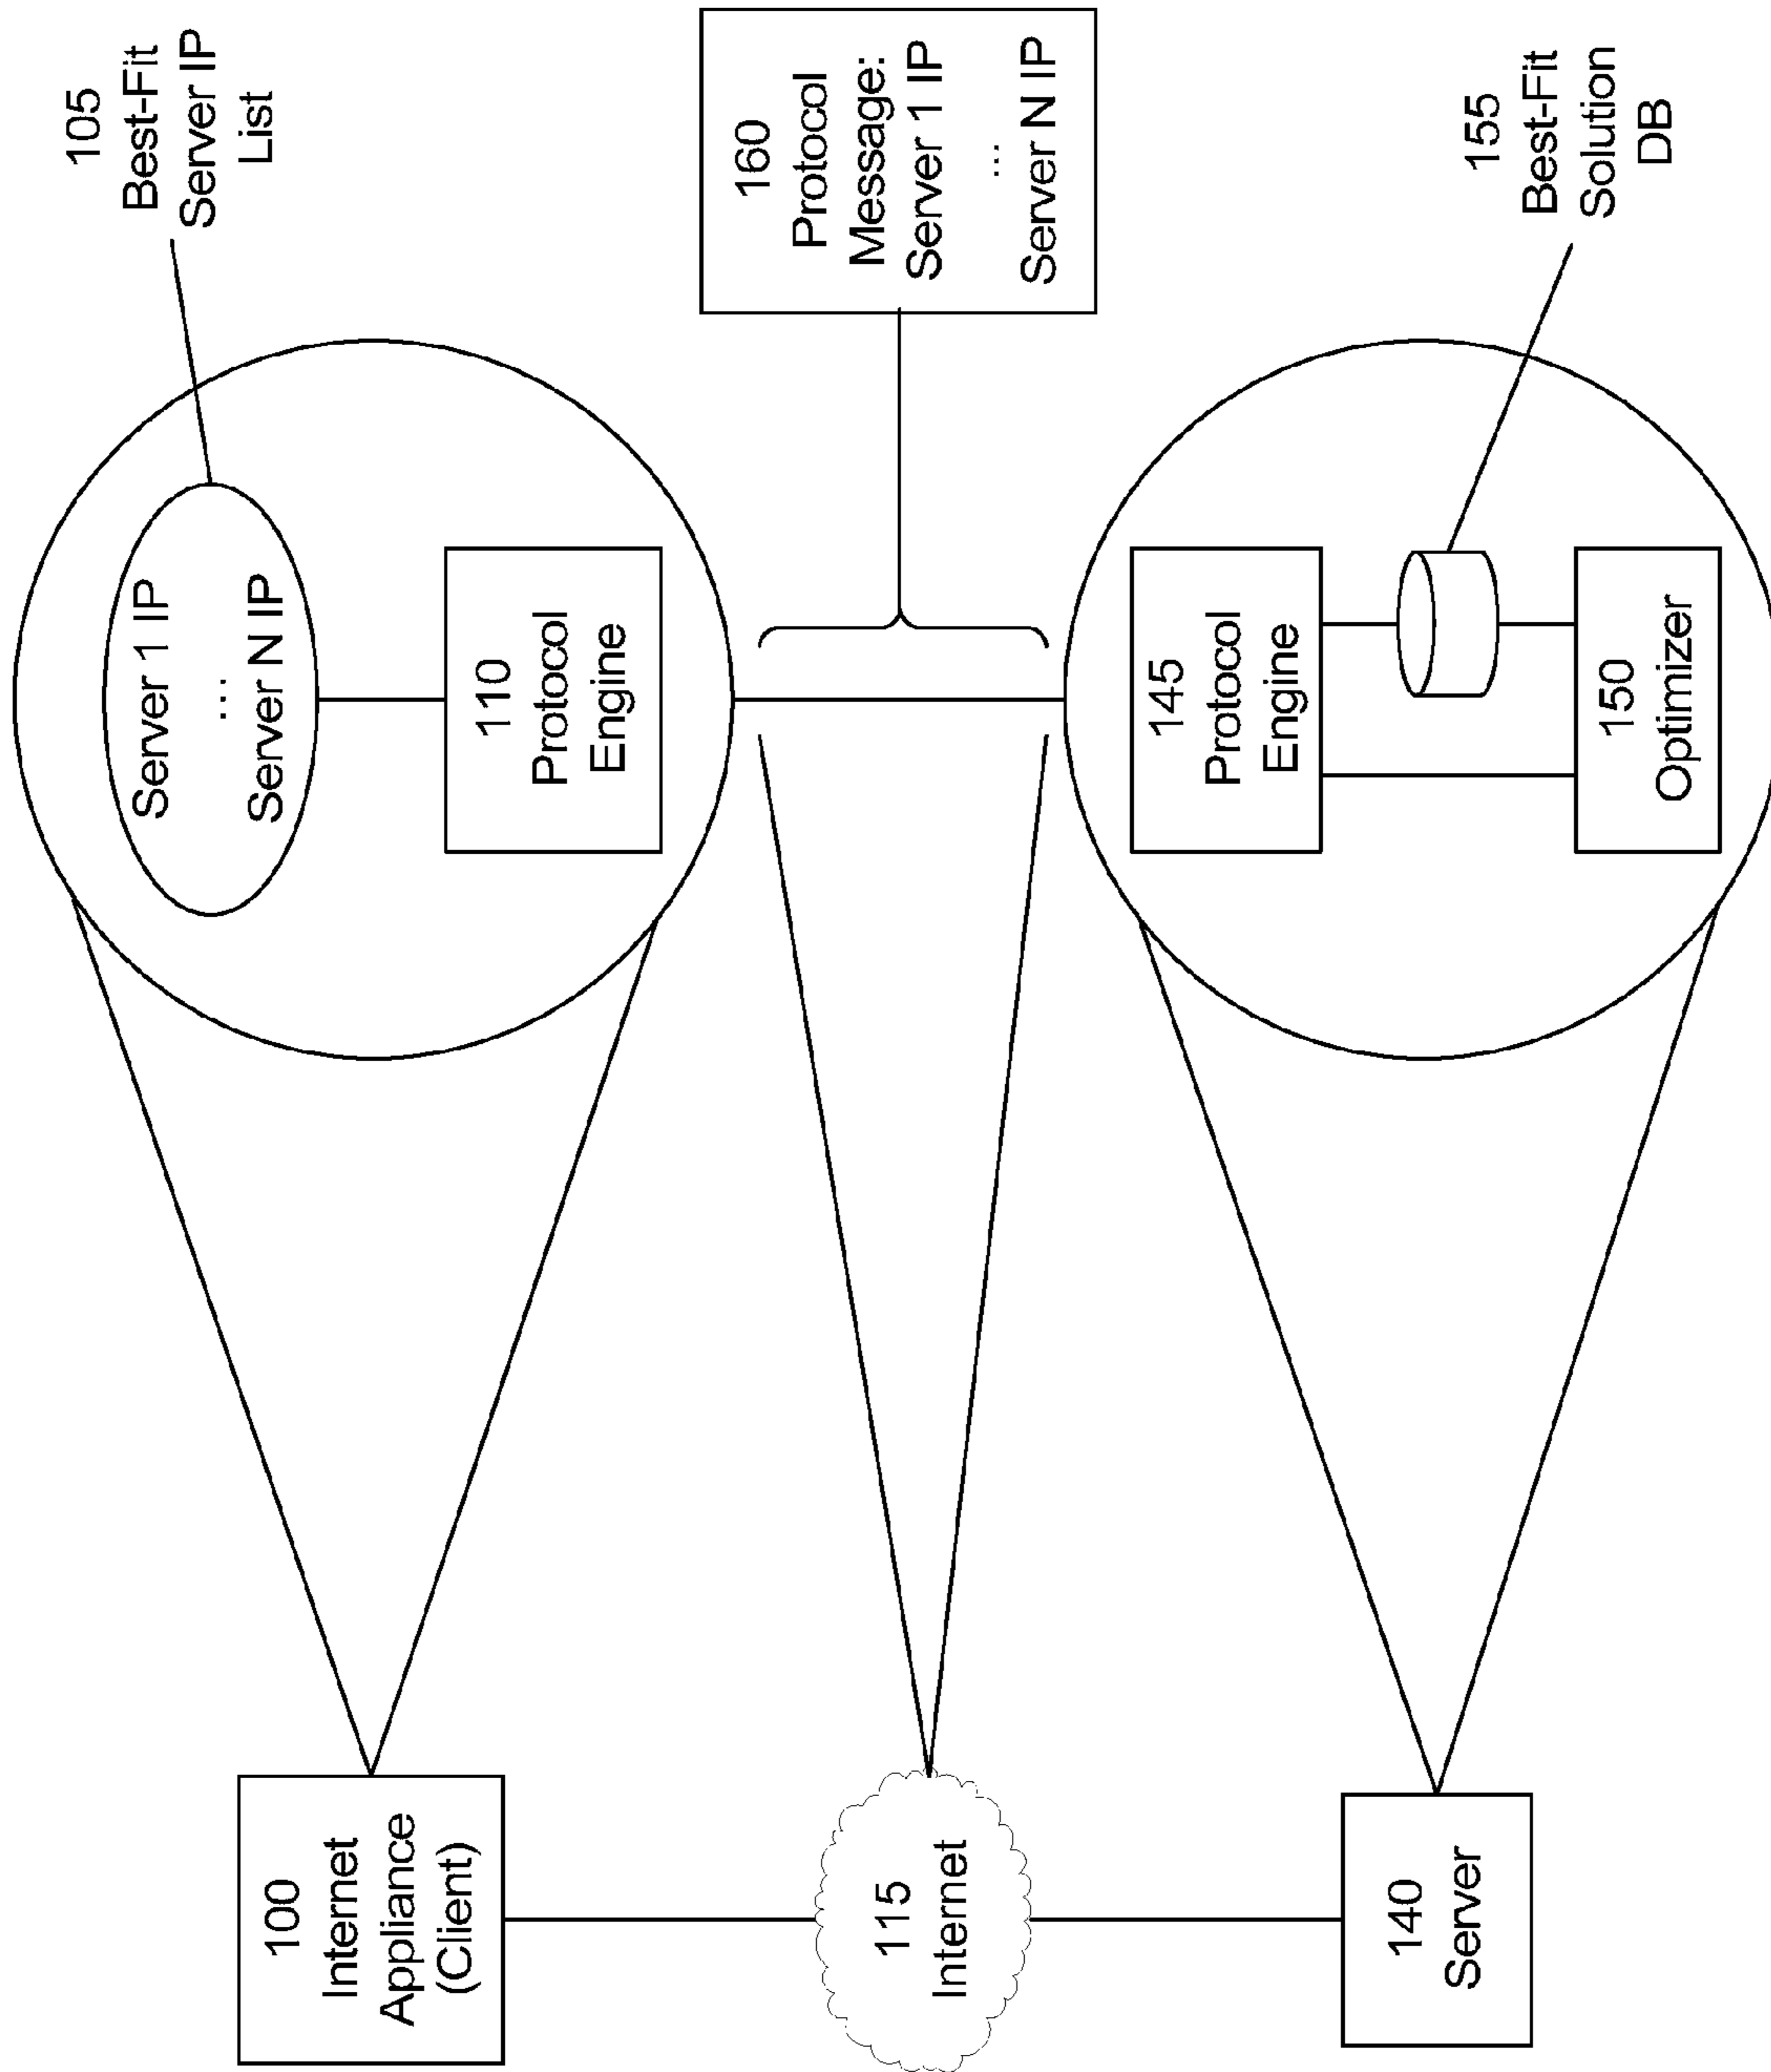 100
Internet
Appliance
(Client)
115
Internet
140
Server
Server 1 IP
...
Server N IP
110
Protocol
Engine
145
Protocol
Engine
150
Optimizer
105
Best-Fit
Server IP
List
160
Protocol
Message:
Server 1 IP
...
Server N IP
155
Best-Fit
Solution
DB